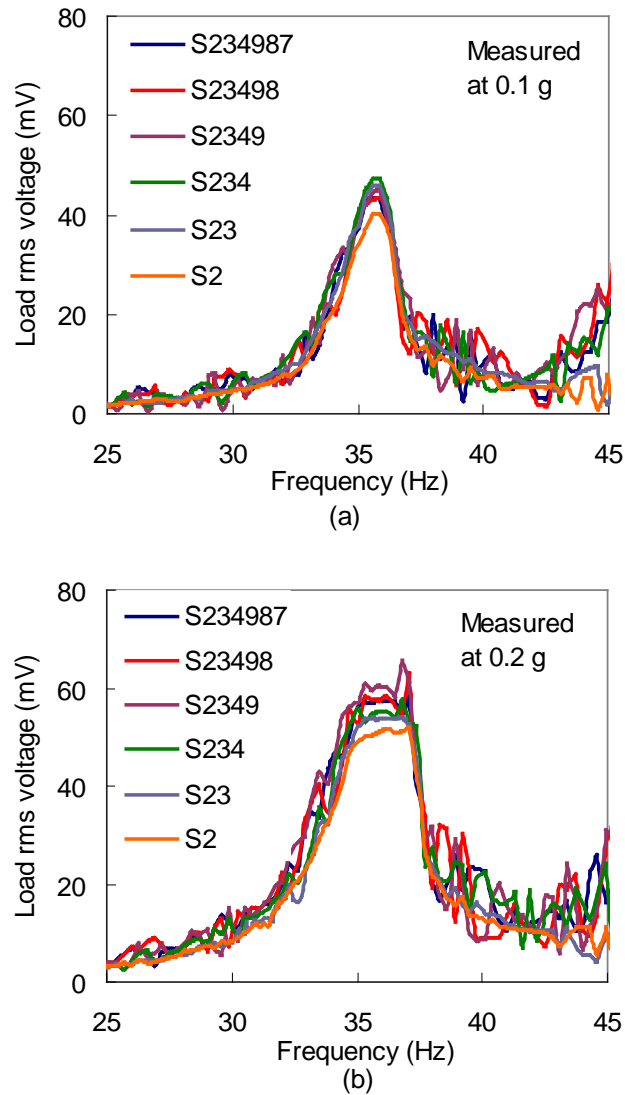 80
60
40
20
0
Load rms voltage (mV)
S234987
S23498
S2349
S234
S23
S2
Measured
at 0.1 g
25
30
35
40
45
Frequency (Hz)
(a)
80
60
40
20
0
Load rms voltage (mV)
S234987
S23498
S2349
S234
S23
S2
Measured
at 0.2 g
25
30
35
40
45
Frequency (Hz)
(b)